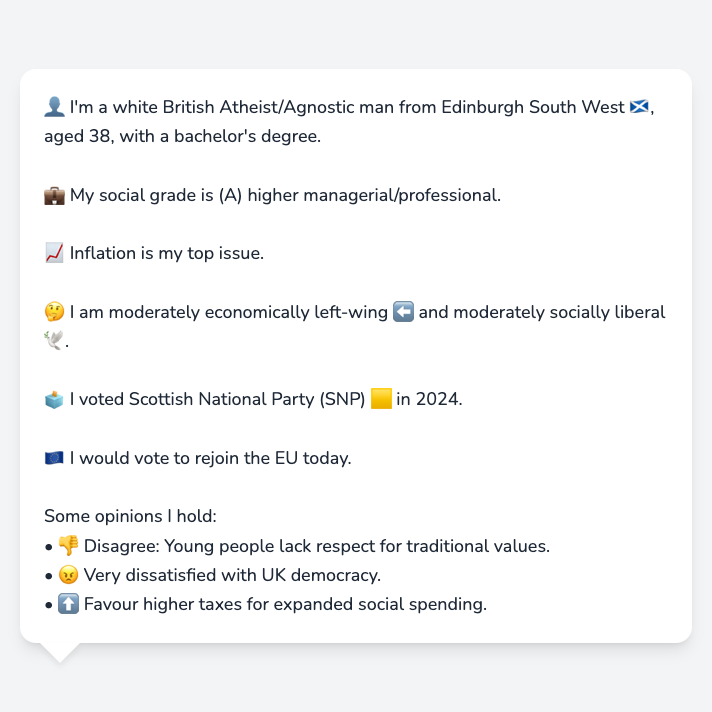 👤 I'm a white British Atheist/Agnostic man from Edinburgh South West 🏴󠁧󠁢󠁳󠁣󠁴󠁿,
aged 38, with a bachelor's degree.
💼 My social grade is (A) higher managerial/professional.
📈 Inflation is my top issue.
🤔 I am moderately economically left-wing ⬅️ and moderately socially liberal
🕊️.
🗳️ I voted Scottish National Party (SNP) 🟨 in 2024.
🇪🇺 I would vote to rejoin the EU today.
Some opinions I hold:
• 👎 Disagree: Young people lack respect for traditional values.
• 😠 Very dissatisfied with UK democracy.
• ⬆️ Favour higher taxes for expanded social spending.